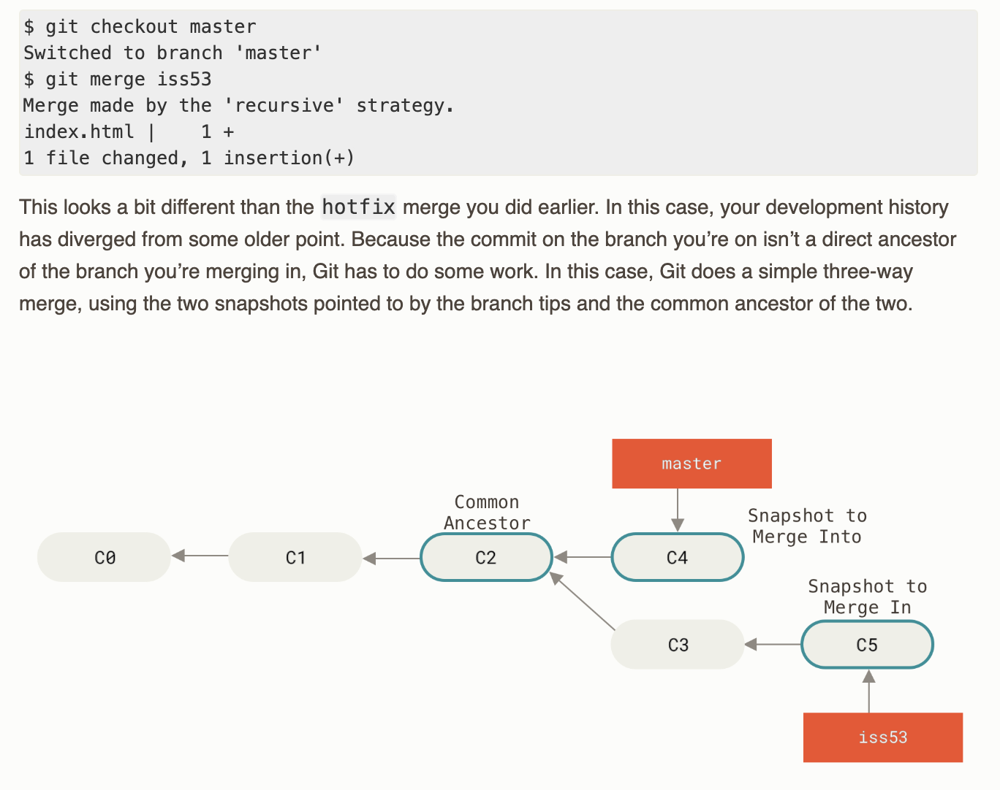 $ git checkout master
Switched to branch 'master'
$ git merge iss53
Merge made by the 'recursive' strategy.
index.html |    1 +
1 file changed, 1 insertion(+)
This looks a bit different than the hotfix merge you did earlier. In this case, your development history
has diverged from some older point. Because the commit on the branch you’re on isn’t a direct ancestor
of the branch you’re merging in, Git has to do some work. In this case, Git does a simple three-way
merge, using the two snapshots pointed to by the branch tips and the common ancestor of the two.
master
Common
Ancestor
Snapshot to
Merge Into
C0
C1
C2
C4
Snapshot to
Merge In
C3
C5
iss53